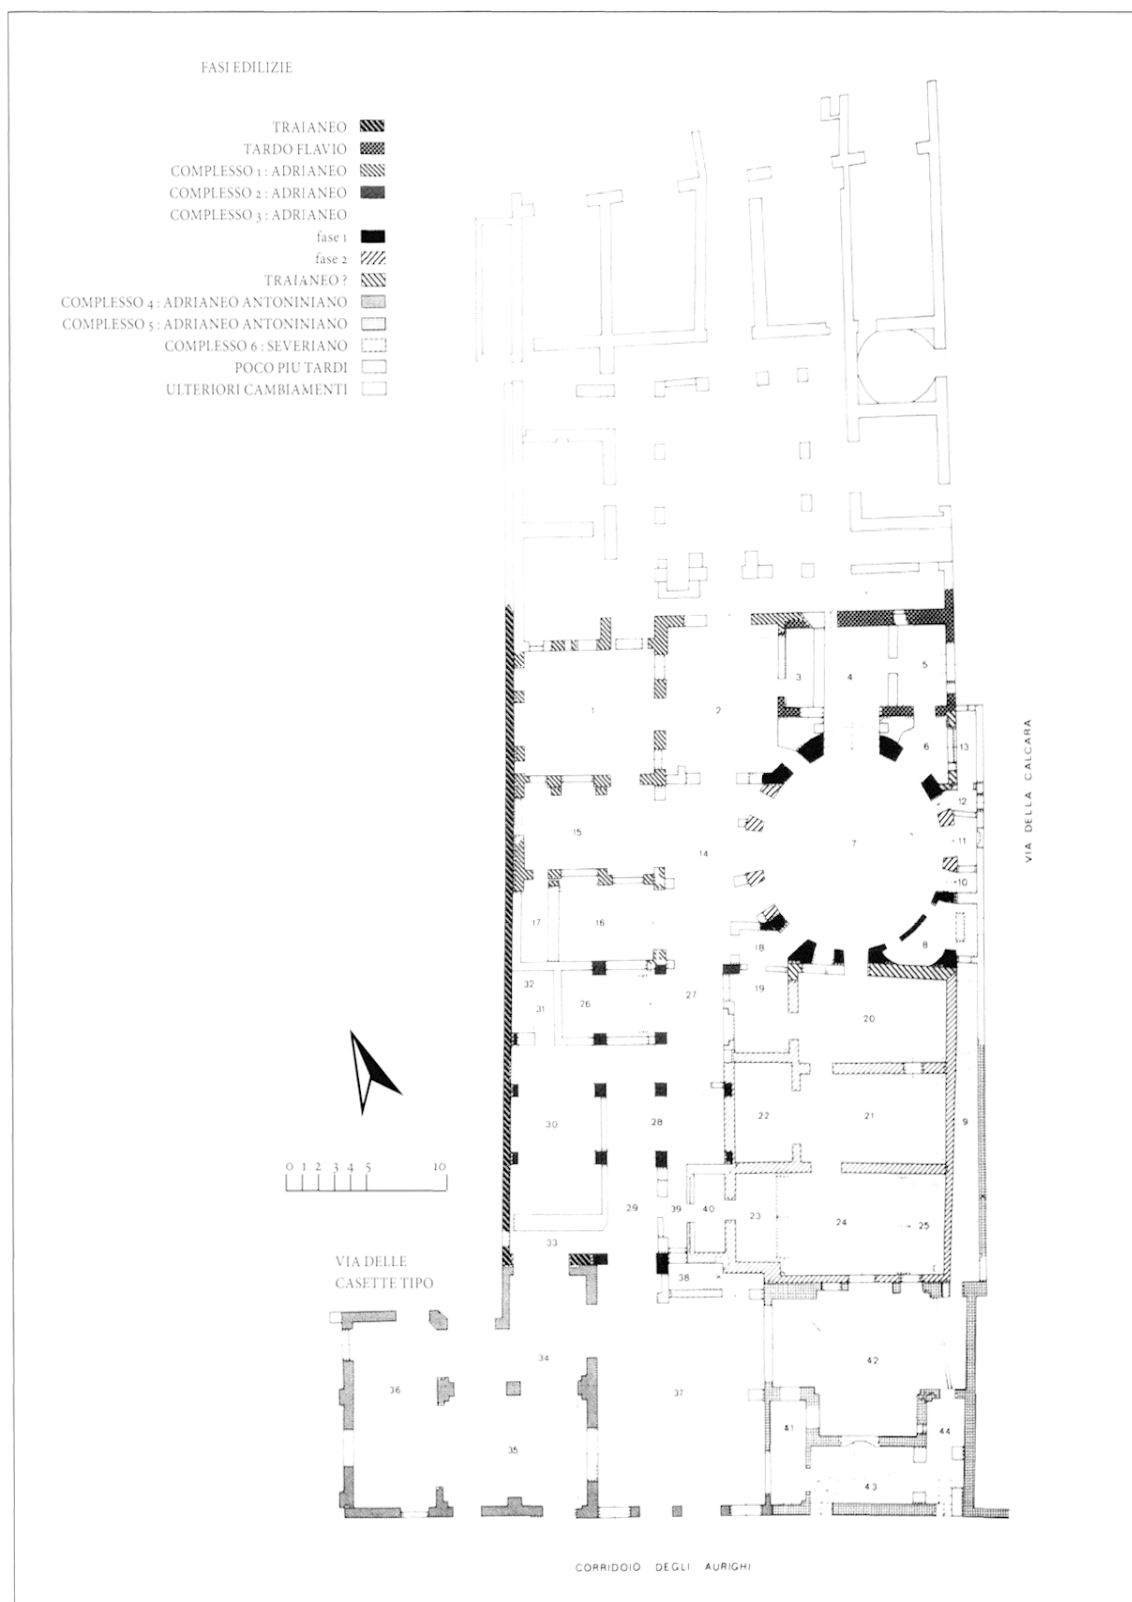 FASI EDILIZIE
TRAIANEO
TARDO FLAVIO
COMPLESSO 1 : ADRIANEO
COMPLESSO 2 : ADRIANEO
COMPLESSO 3 : ADRIANEO
fase 1
fase 2
TRAIANEO ?
COMPLESSO 4 : ADRIANEO ANTONINIANO
COMPLESSO 5 : ADRIANEO ANTONINIANO
COMPLESSO 6 : SEVERIANO
POCO PIU TARDI
ULTERIORI CAMBIAMENTI
3
4
5
1
2
6
13
VIA DELLA CALCARA
12
15
14
7
11
10
17
16
18
8
32
31
26
27
19
20
30
28
22
21
9
0 1 2 3 4 5 10
29
39
40
23
24
25
33
38
VIA DELLE
CASETTE TIPO
34
36
37
42
35
41
44
43
CORRIDOIO DEGLI AURIGHI